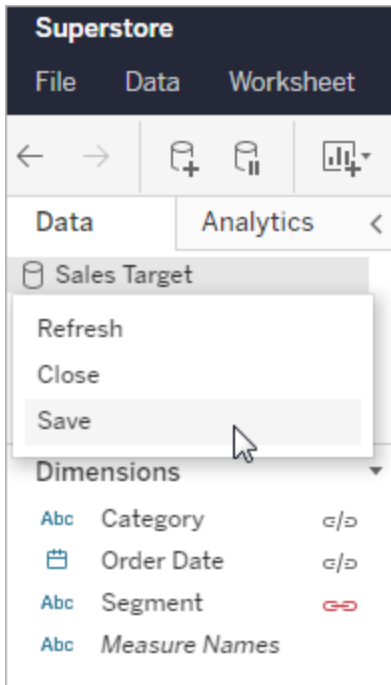 Superstore
File Data Worksheet
Data Analytics
Sales Target
Refresh
Close
Save
Dimensions
Abc Category
Order Date
Abc Segment
Abc Measure Names